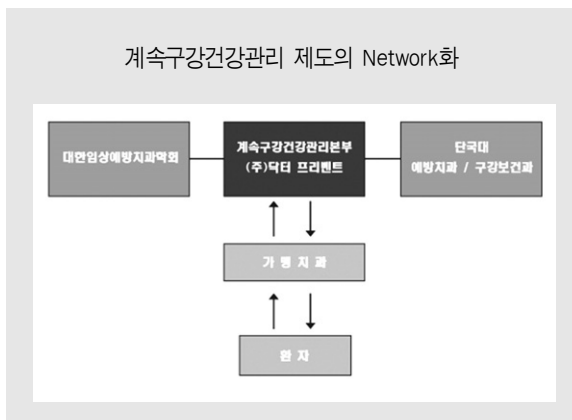 계속구강건강관리 제도의 Network화
대한임상예방치과학회
계속구강건강관리본부
(주)닥터 프리벤트
단국대
예방치과 / 구강보건과
가 맹 치 과
환 자